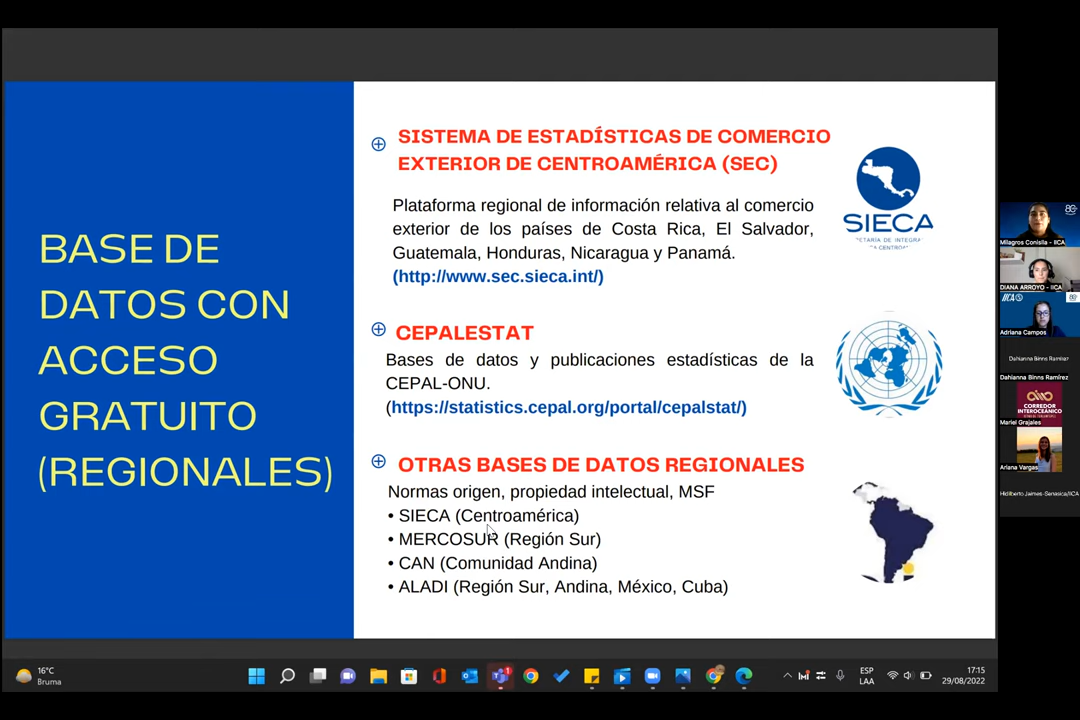 BASE DE
DATOS CON
ACCESO
GRATUITO
(REGIONALES)
SISTEMA DE ESTADÍSTICAS DE COMERCIO
EXTERIOR DE CENTROAMÉRICA (SEC)
Plataforma regional de información relativa al comercio
exterior de los países de Costa Rica, El Salvador,
Guatemala, Honduras, Nicaragua y Panamá.
(http://www.sec.sieca.int/)
SIECA
CEPALESTAT
Bases de datos y publicaciones estadísticas de la
CEPAL-ONU.
(https://statistics.cepal.org/portal/cepalstat/)
OTRAS BASES DE DATOS REGIONALES
Normas origen, propiedad intelectual, MSF
• SIECA (Centroamérica)
• MERCOSUR (Región Sur)
• CAN (Comunidad Andina)
• ALADI (Región Sur, Andina, México, Cuba)
Milagros Conislla - IICA
DIANA ARROYO - IICA
IICA
Adriana Campos
Dahianna Binns Ramírez
Dahianna Binns Ramírez
CORREDOR
INTEROCEÁNICO
Mariel Grajales
Ariana Vargas
16°C
Bruma
ESP
LAA
17:15
29/08/2022